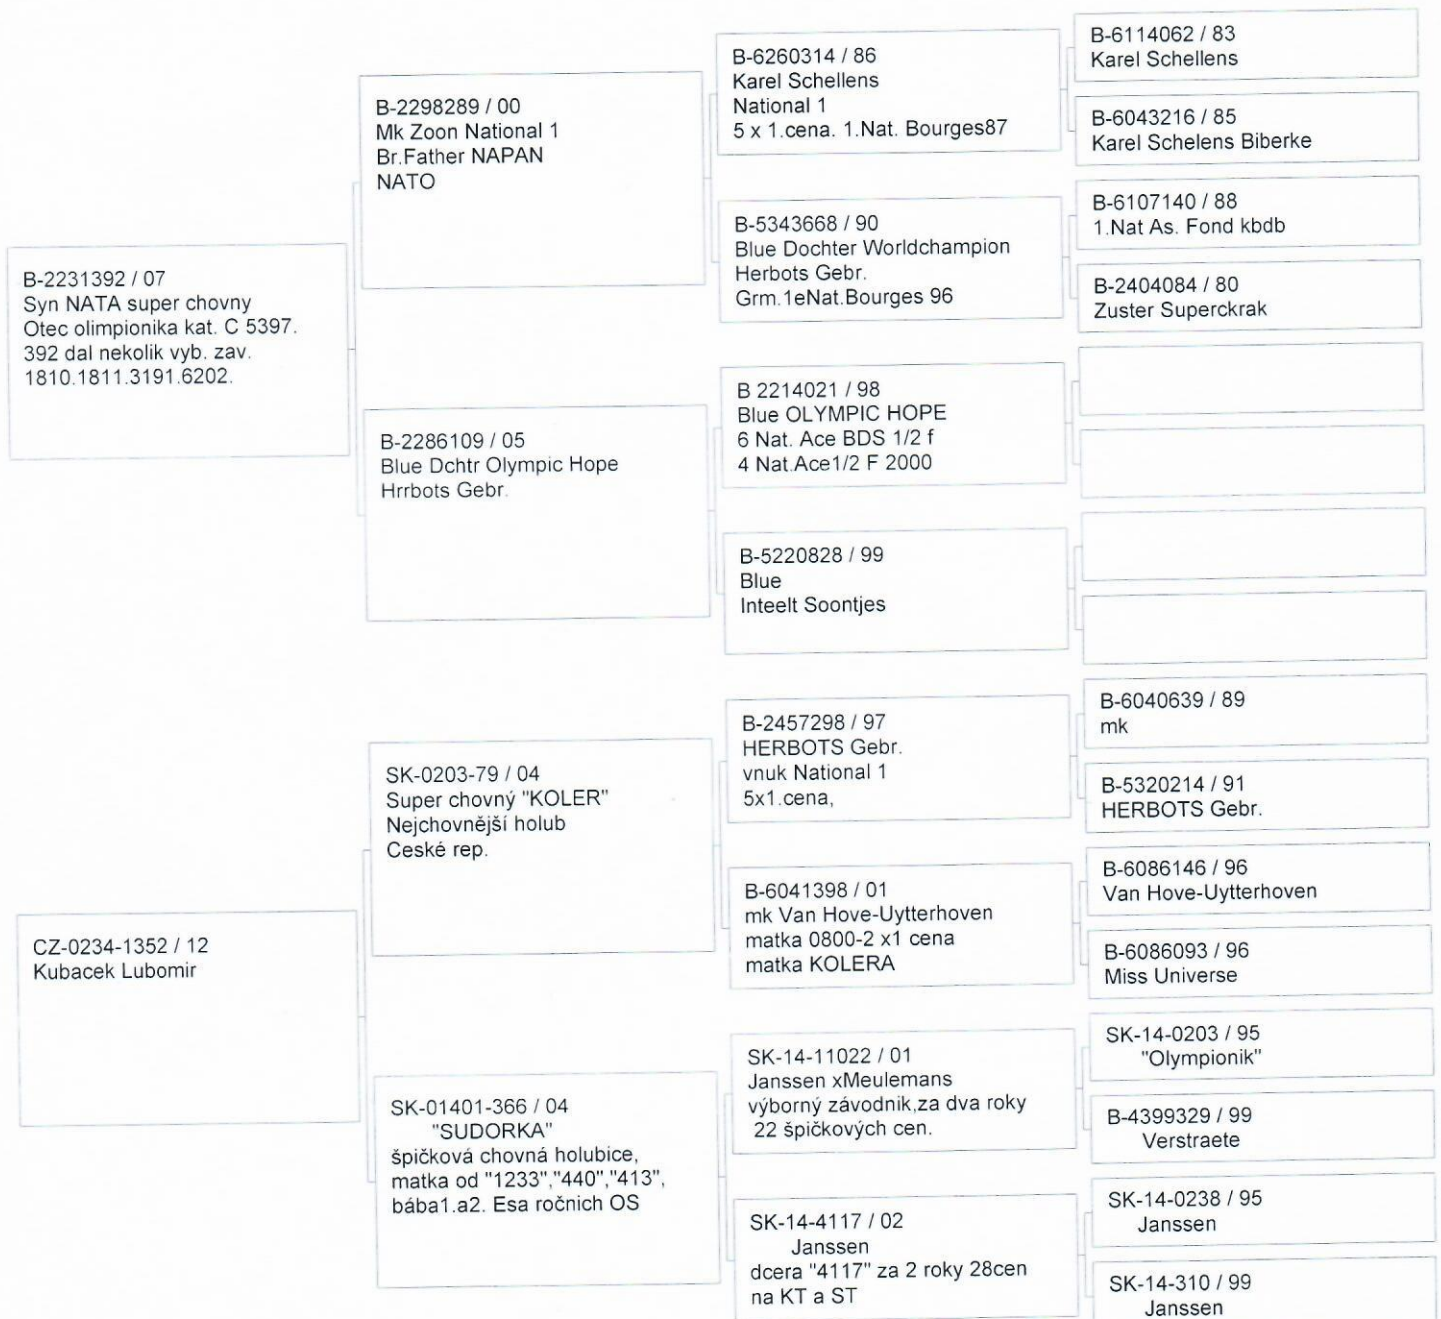 B-2231392 / 07
Syn NATA super chovny
Otec olimpionika kat. C 5397.
392 dal nekolik vyb. zav.
1810.1811.3191.6202.
CZ-0234-1352 / 12
Kubacek Lubomir
B-2298289 / 00
Mk Zoon National 1
Br.Father NAPAN
NATO
B-2286109 / 05
Blue Dchtr Olympic Hope
Hrrbots Gebr.
SK-0203-79 / 04
Super chovný "KOLER"
Nejchovnější holub
Ceské rep.
SK-01401-366 / 04
"SUDORKA"
špičková chovná holubice,
matka od "1233","440","413",
bába1.a2. Esa ročnich OS
B-6260314 / 86
Karel Schellens
National 1
5 x 1.cena. 1.Nat. Bourges87
B-5343668 / 90
Blue Dochter Worldchampion
Herbots Gebr.
Grm.1eNat.Bourges 96
B 2214021 / 98
Blue OLYMPIC HOPE
6 Nat. Ace BDS 1/2 f
4 Nat.Ace1/2 F 2000
B-5220828 / 99
Blue
Inteelt Soontjes
B-2457298 / 97
HERBOTS Gebr.
vnuk National 1
5x1.cena,
B-6041398 / 01
mk Van Hove-Uytterhoven
matka 0800-2 x1 cena
matka KOLERA
SK-14-11022 / 01
Janssen xMeulemans
výborný závodnik,za dva roky
22 špičkových cen.
SK-14-4117 / 02
Janssen
dcera "4117" za 2 roky 28cen
na KT a ST
B-6114062 / 83
Karel Schellens
B-6043216 / 85
Karel Schelens Biberke
B-6107140 / 88
1.Nat As. Fond kbdb
B-2404084 / 80
Zuster Superckrak
B-6040639 / 89
mk
B-5320214 / 91
HERBOTS Gebr.
B-6086146 / 96
Van Hove-Uytterhoven
B-6086093 / 96
Miss Universe
SK-14-0203 / 95
"Olympionik"
B-4399329 / 99
Verstraete
SK-14-0238 / 95
Janssen
SK-14-310 / 99
Janssen